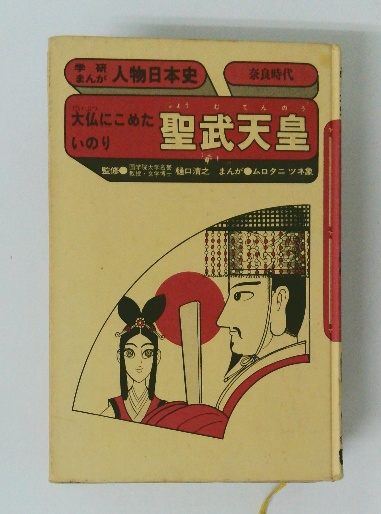 学研
まんが
人物日本史
奈良時代
大仏にこめた
いのり
しょうむてんのう
聖武天皇
監修●国学院大学名誉
教授・文学博士
樋口清之 まんが●ムロタニ ツネ象